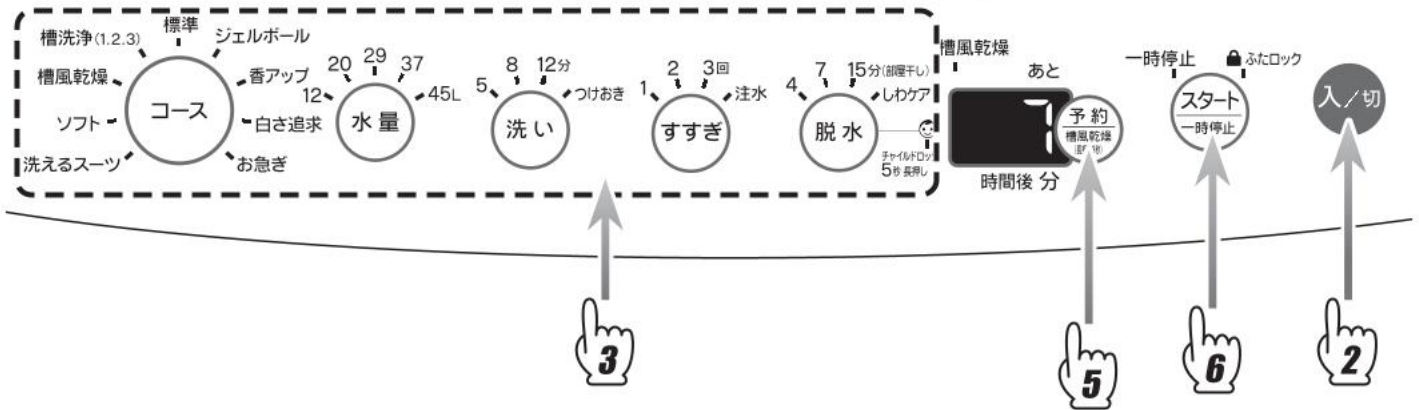 槽洗浄(1.2.3)
標準
ジェルボール
槽風乾燥
香アップ
ソフト
白さ追求
洗えるスーツ
お急ぎ
コース
12
20
29
37
45L
水量
5
8
12分
つけおき
洗い
1
2
3回
注水
すすぎ
4
7
15分(部屋干し)
しわケア
脱水
チャイルドロック
5秒 長押し
槽風乾燥
あと
7
時間後 分
予約
槽風乾燥
一時停止
ふたロック
スタート
一時停止
入/切
3
5
6
2